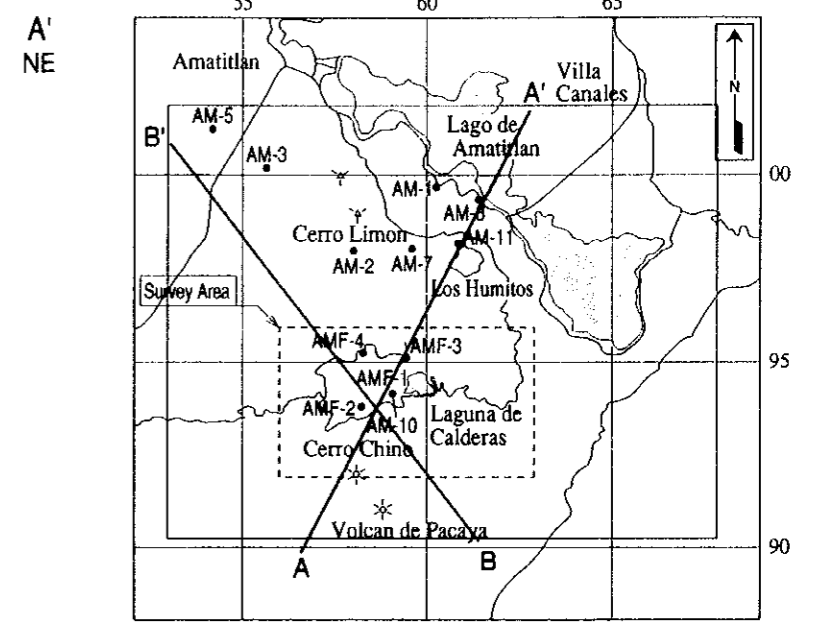 55 60 65
A'
NE
Amatitlan
Villa
Canales
N
A'
AM-5
Lago de
Amatitlan
B'
AM-3
00
AM-1
AM-8
Cerro Limon
AM-11
AM-2
AM-7
Los Humitos
Survey Area
AMF-4
AMF-3
95
AMF-1
AMF-2
Laguna de
Calderas
AM-10
Cerro Chino
Volcan de Pacaya
90
A
B